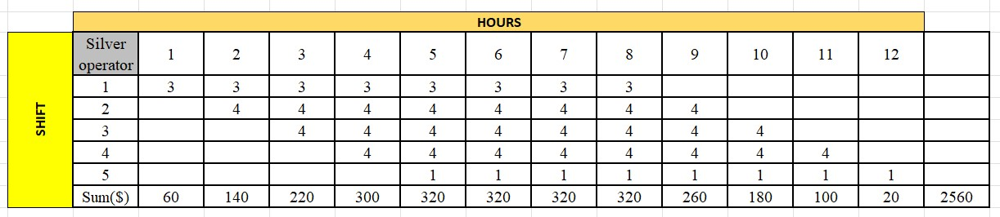 HOURS
SHIFT
Silver operator 1 2 3 4 5 6 7 8 9 10 11 12
1 3 3 3 3 3 3 3 3
2 4 4 4 4 4 4 4 4
3 4 4 4 4 4 4 4 4
4 4 4 4 4 4 4 4 4
5 1 1 1 1 1 1 1 1
Sum($) 60 140 220 300 320 320 320 320 260 180 100 20 2560